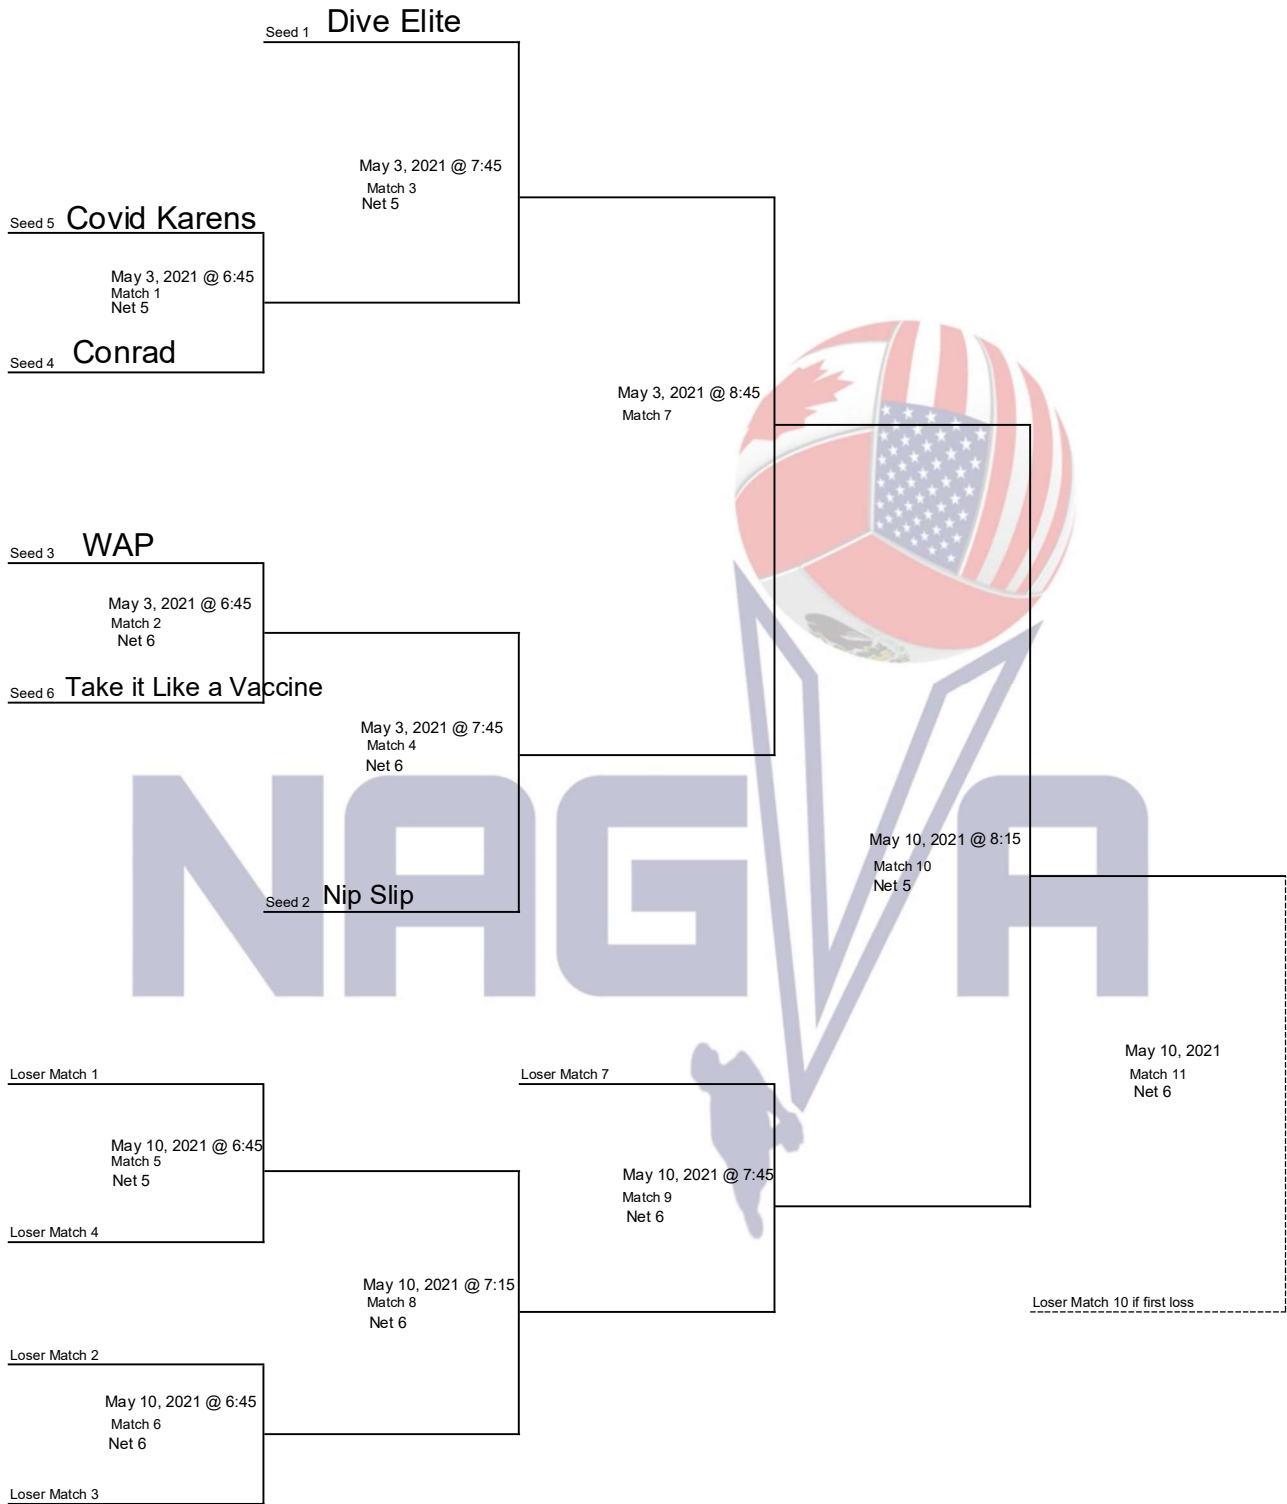 Seed 1 Dive Elite
May 3, 2021 @ 7:45
Match 3
Net 5
Seed 5 Covid Karens
May 3, 2021 @ 6:45
Match 1
Net 5
Seed 4 Conrad
May 3, 2021 @ 8:45
Match 7
Seed 3 WAP
May 3, 2021 @ 6:45
Match 2
Net 6
Seed 6 Take it Like a Vaccine
May 3, 2021 @ 7:45
Match 4
Net 6
NAGVA
May 10, 2021 @ 8:15
Match 10
Net 5
Seed 2 Nip Slip
May 10, 2021
Match 11
Net 6
Loser Match 1
Loser Match 7
May 10, 2021 @ 6:45
Match 5
Net 5
May 10, 2021 @ 7:45
Match 9
Net 6
Loser Match 4
May 10, 2021 @ 7:15
Match 8
Net 6
Loser Match 10 if first loss
Loser Match 2
May 10, 2021 @ 6:45
Match 6
Net 6
Loser Match 3